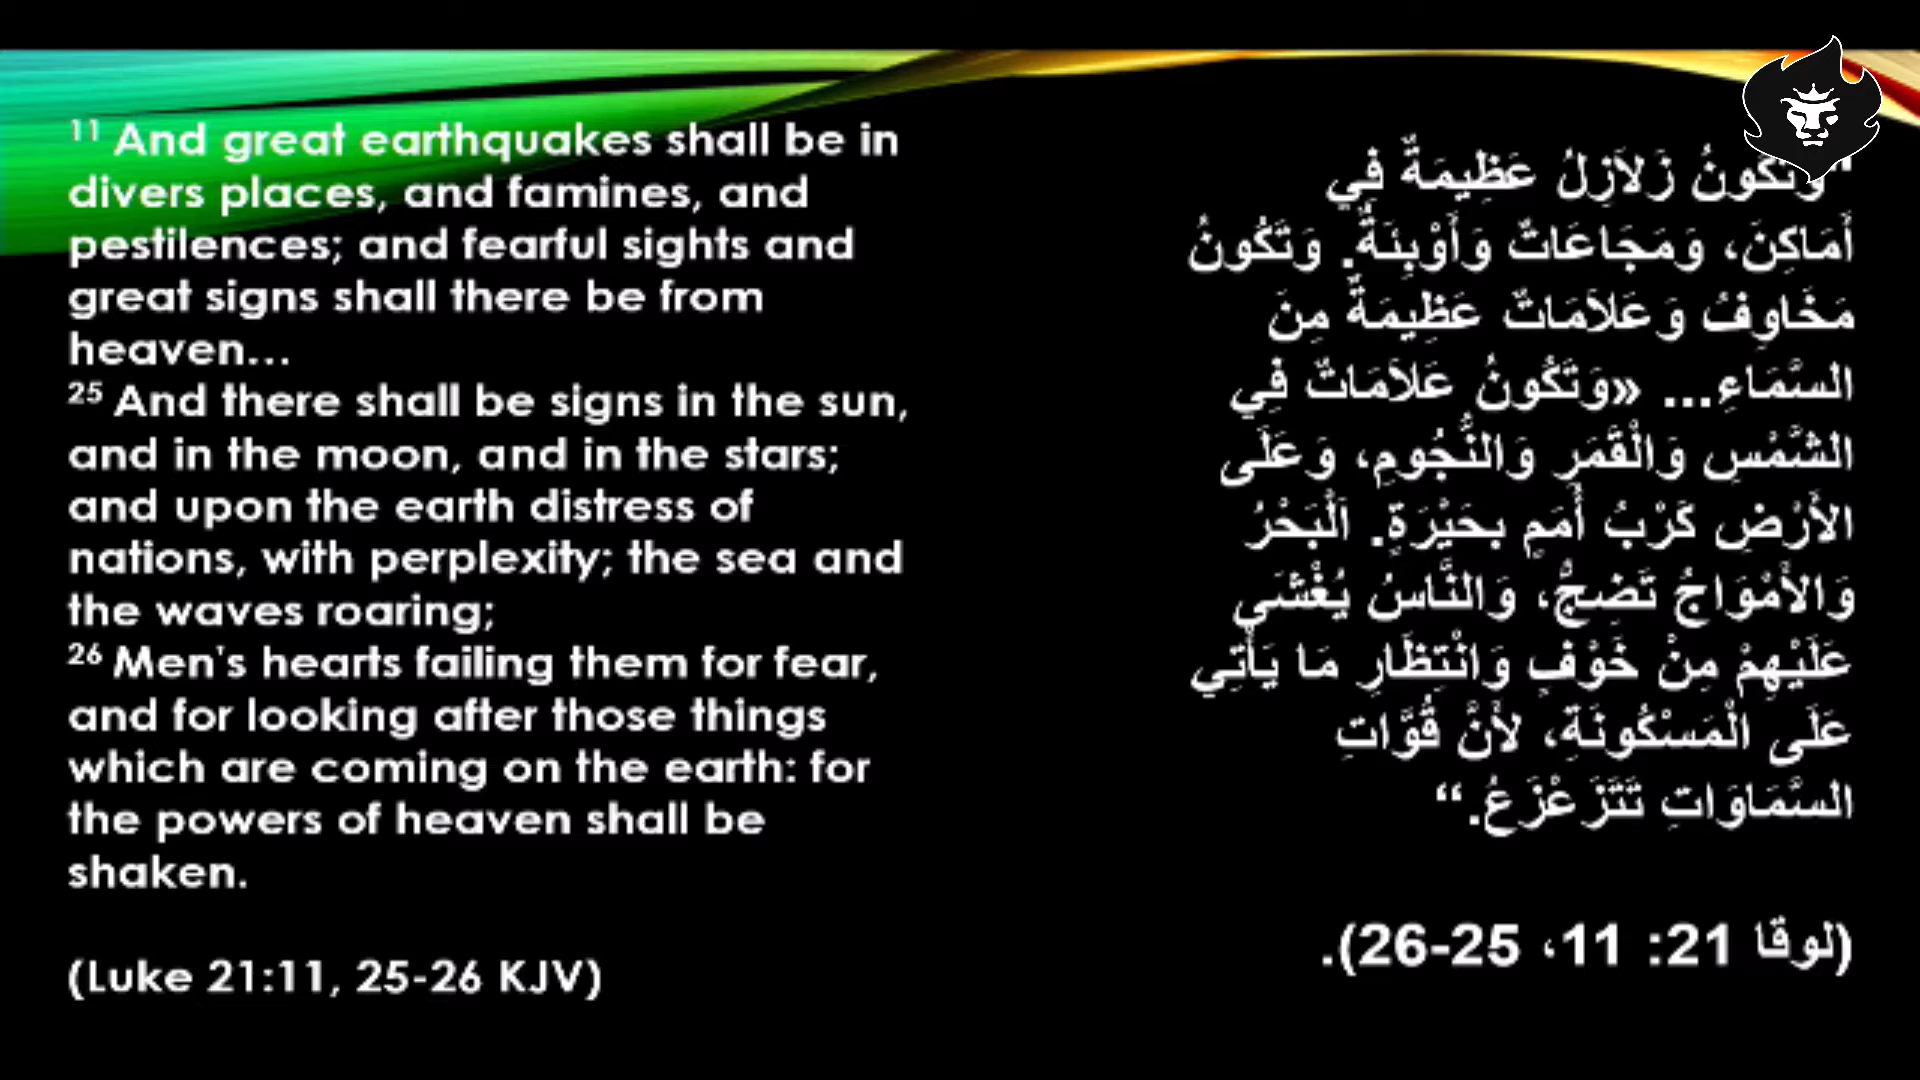 11 And great earthquakes shall be in
divers places, and famines, and
pestilences; and fearful sights and
great signs shall there be from
heaven...
25 And there shall be signs in the sun,
and in the moon, and in the stars;
and upon the earth distress of
nations, with perplexity; the sea and
the waves roaring;
26 Men's hearts failing them for fear,
and for looking after those things
which are coming on the earth: for
the powers of heaven shall be
shaken.
(Luke 21:11, 25-26 KJV)
"وَتَكُونُ زَلاَزِلُ عَظِيمَةٌ فِي
أَمَاكِنَ، وَمَجَاعَاتٌ وَأَوْبِئَةٌ. وَتَكُونُ
مَخَاوِفُ وَعَلاَمَاتٌ عَظِيمَةٌ مِنَ
السَّمَاءِ... «وَتَكُونُ عَلاَمَاتٌ فِي
الشَّمْسِ وَالْقَمَرِ وَالنُّجُومِ، وَعَلَى
الأَرْضِ كَرْبُ أُمَمٍ بِحَيْرَةٍ. اَلْبَحْرُ
وَالأَمْوَاجُ تَضِجُّ، وَالنَّاسُ يُغْشَى
عَلَيْهِمْ مِنْ خَوْفٍ وَانْتِظَارِ مَا يَأْتِي
عَلَى الْمَسْكُونَةِ، لأَنَّ قُوَّاتِ
السَّمَاوَاتِ تَتَزَعْزَعُ.“
(لوقا 21: 11، 25-26).